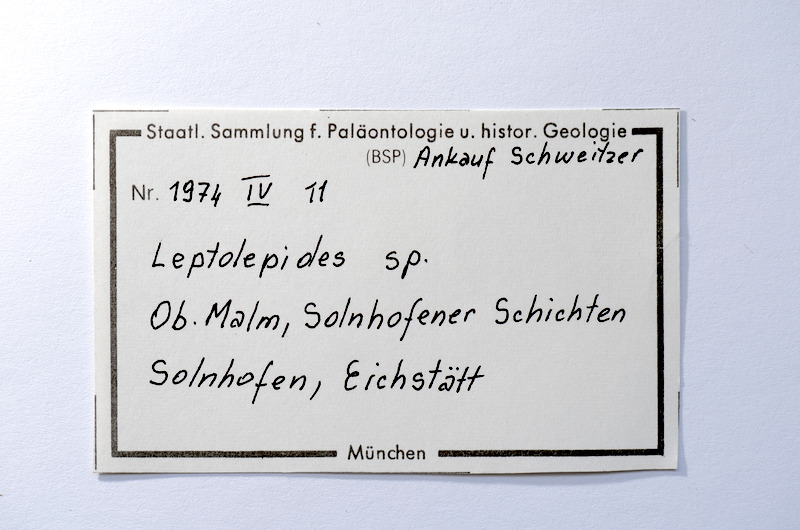 Staatl. Sammlung f. Paläontologie u. histor. Geologie
(BSP) Ankauf Schweitzer
Nr. 1974 IV 11
Leptolepides sp.
Ob. Malm, Solnhofener Schichten
Solnhofen, Eichstätt
München